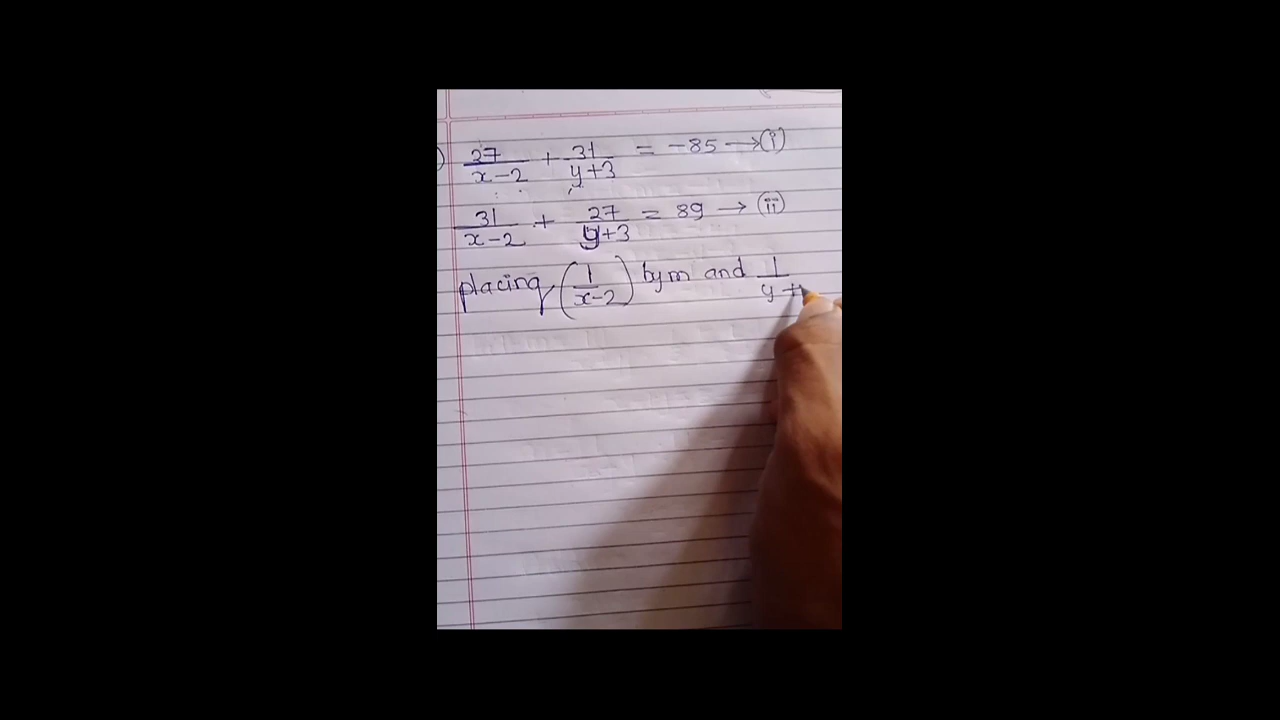 ) 27/(x-2) + 31/(y+3) = -85 → (i)
31/(x-2) + 27/(y+3) = 89 → (ii)
placing (1/(x-2)) by m and 1/(y+